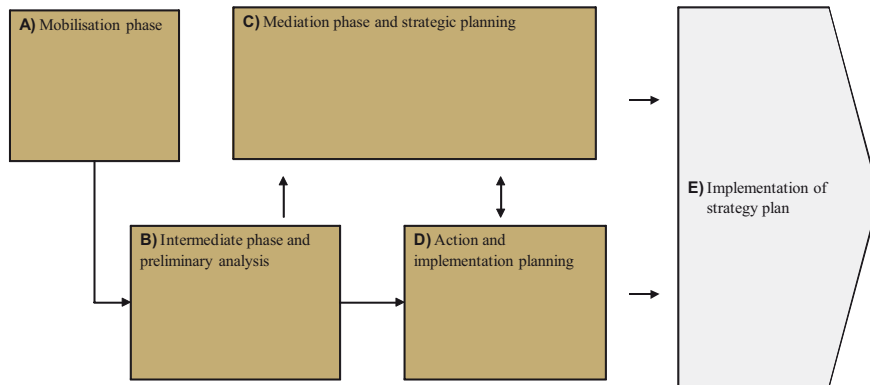 A) Mobilisation phase
C) Mediation phase and strategic planning
E) Implementation of
strategy plan
B) Intermediate phase and
preliminary analysis
D) Action and
implementation planning